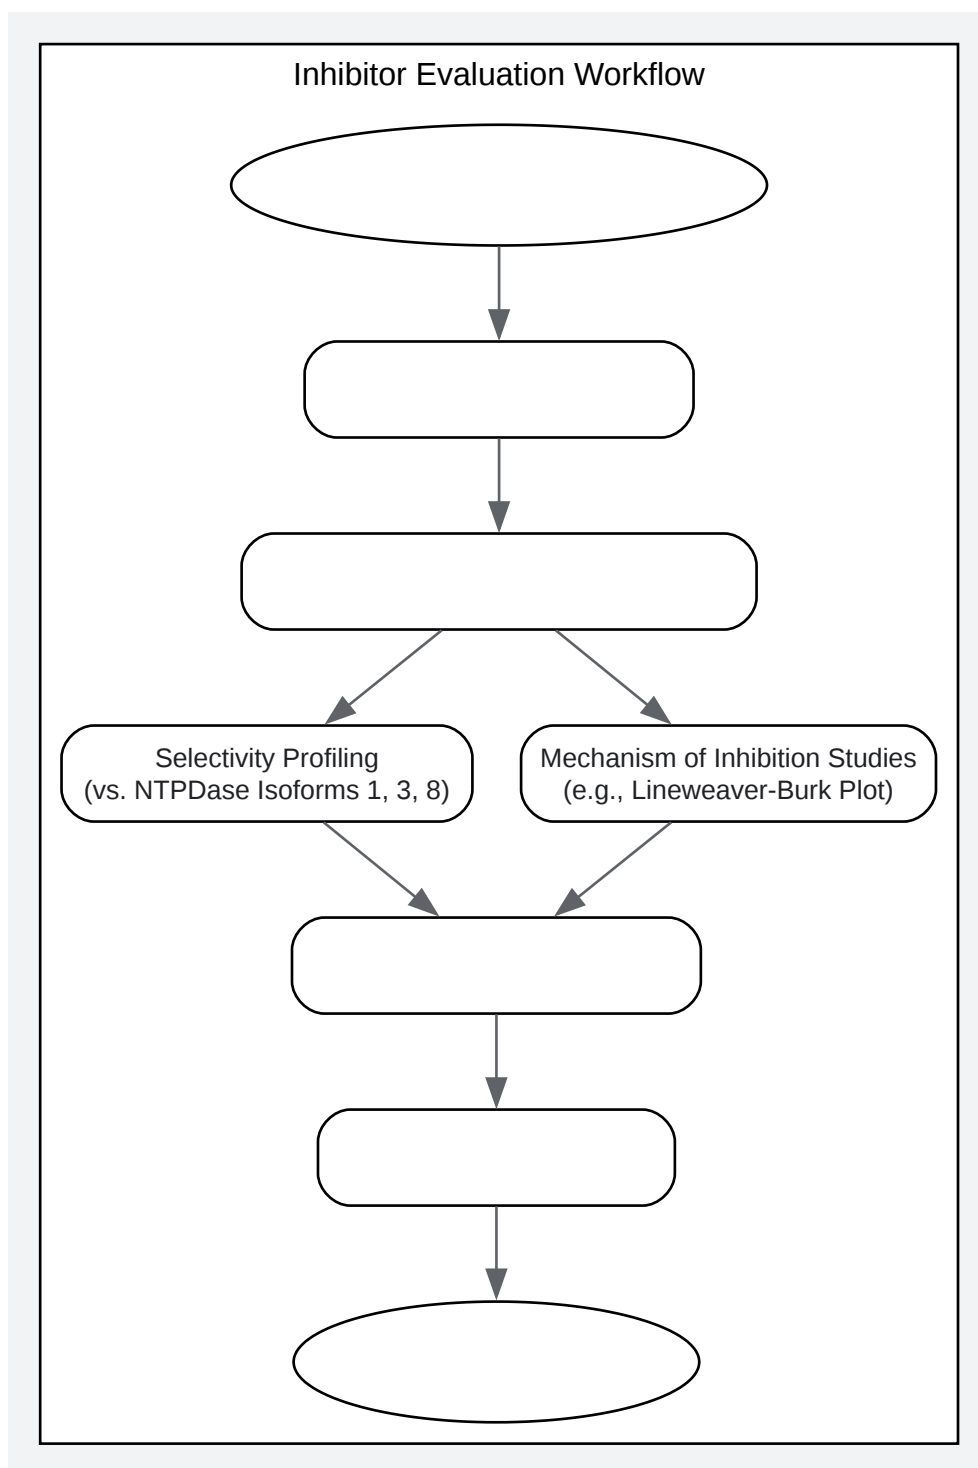 Inhibitor Evaluation Workflow
Selectivity Profiling
(vs. NTPDase Isoforms 1, 3, 8)
Mechanism of Inhibition Studies
(e.g., Lineweaver-Burk Plot)